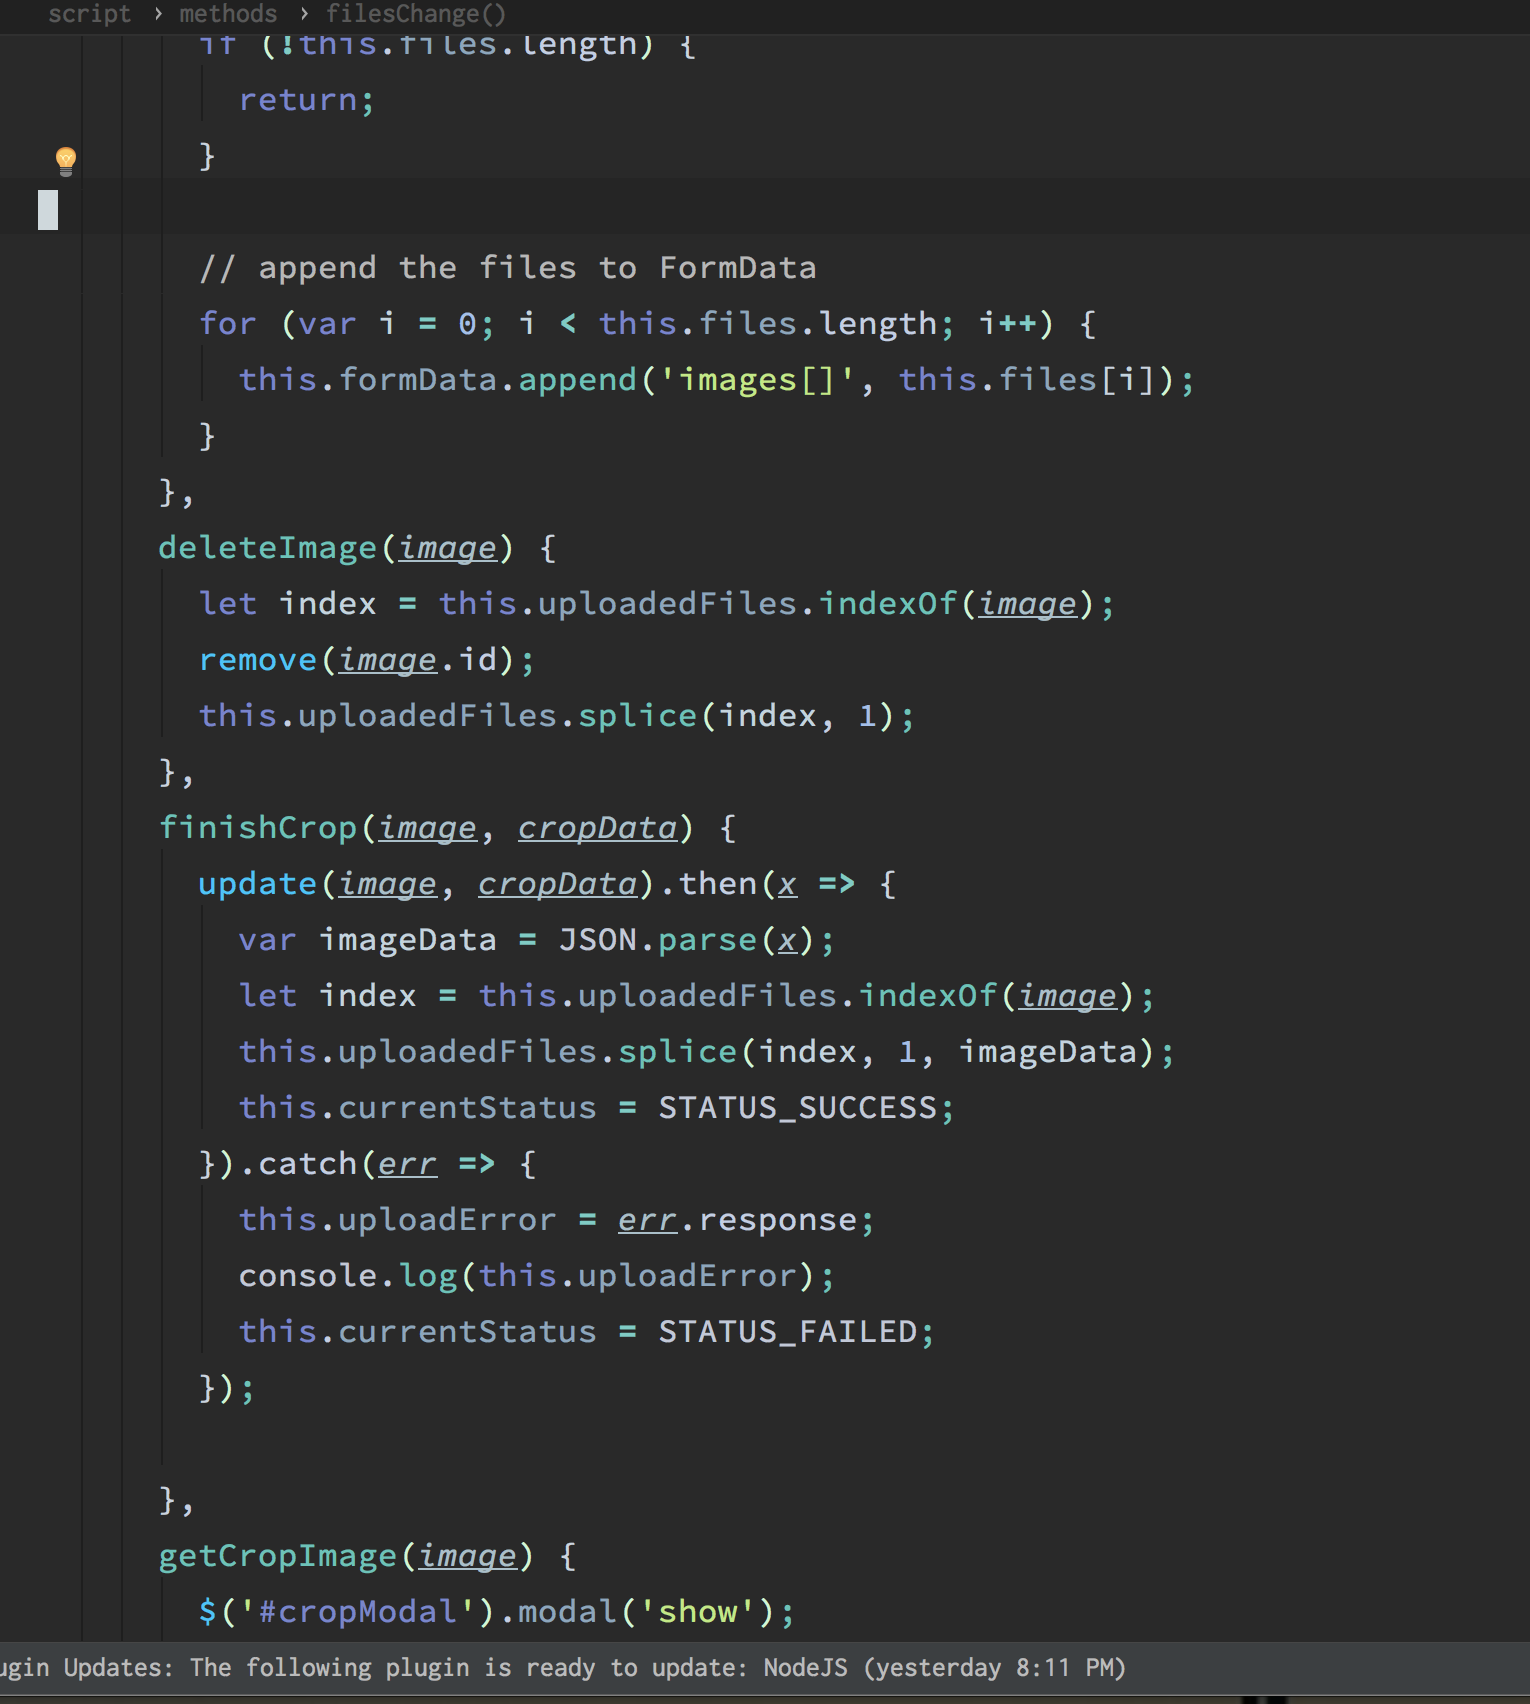 script › methods › filesChange()
if (!this.files.length) {
return;
}
// append the files to FormData
for (var i = 0; i < this.files.length; i++) {
this.formData.append('images[]', this.files[i]);
}
},
deleteImage(image) {
let index = this.uploadedFiles.indexOf(image);
remove(image.id);
this.uploadedFiles.splice(index, 1);
},
finishCrop(image, cropData) {
update(image, cropData).then(x => {
var imageData = JSON.parse(x);
let index = this.uploadedFiles.indexOf(image);
this.uploadedFiles.splice(index, 1, imageData);
this.currentStatus = STATUS_SUCCESS;
}).catch(err => {
this.uploadError = err.response;
console.log(this.uploadError);
this.currentStatus = STATUS_FAILED;
});
},
getCropImage(image) {
$('#cropModal').modal('show');
ugin Updates: The following plugin is ready to update: NodeJS (yesterday 8:11 PM)